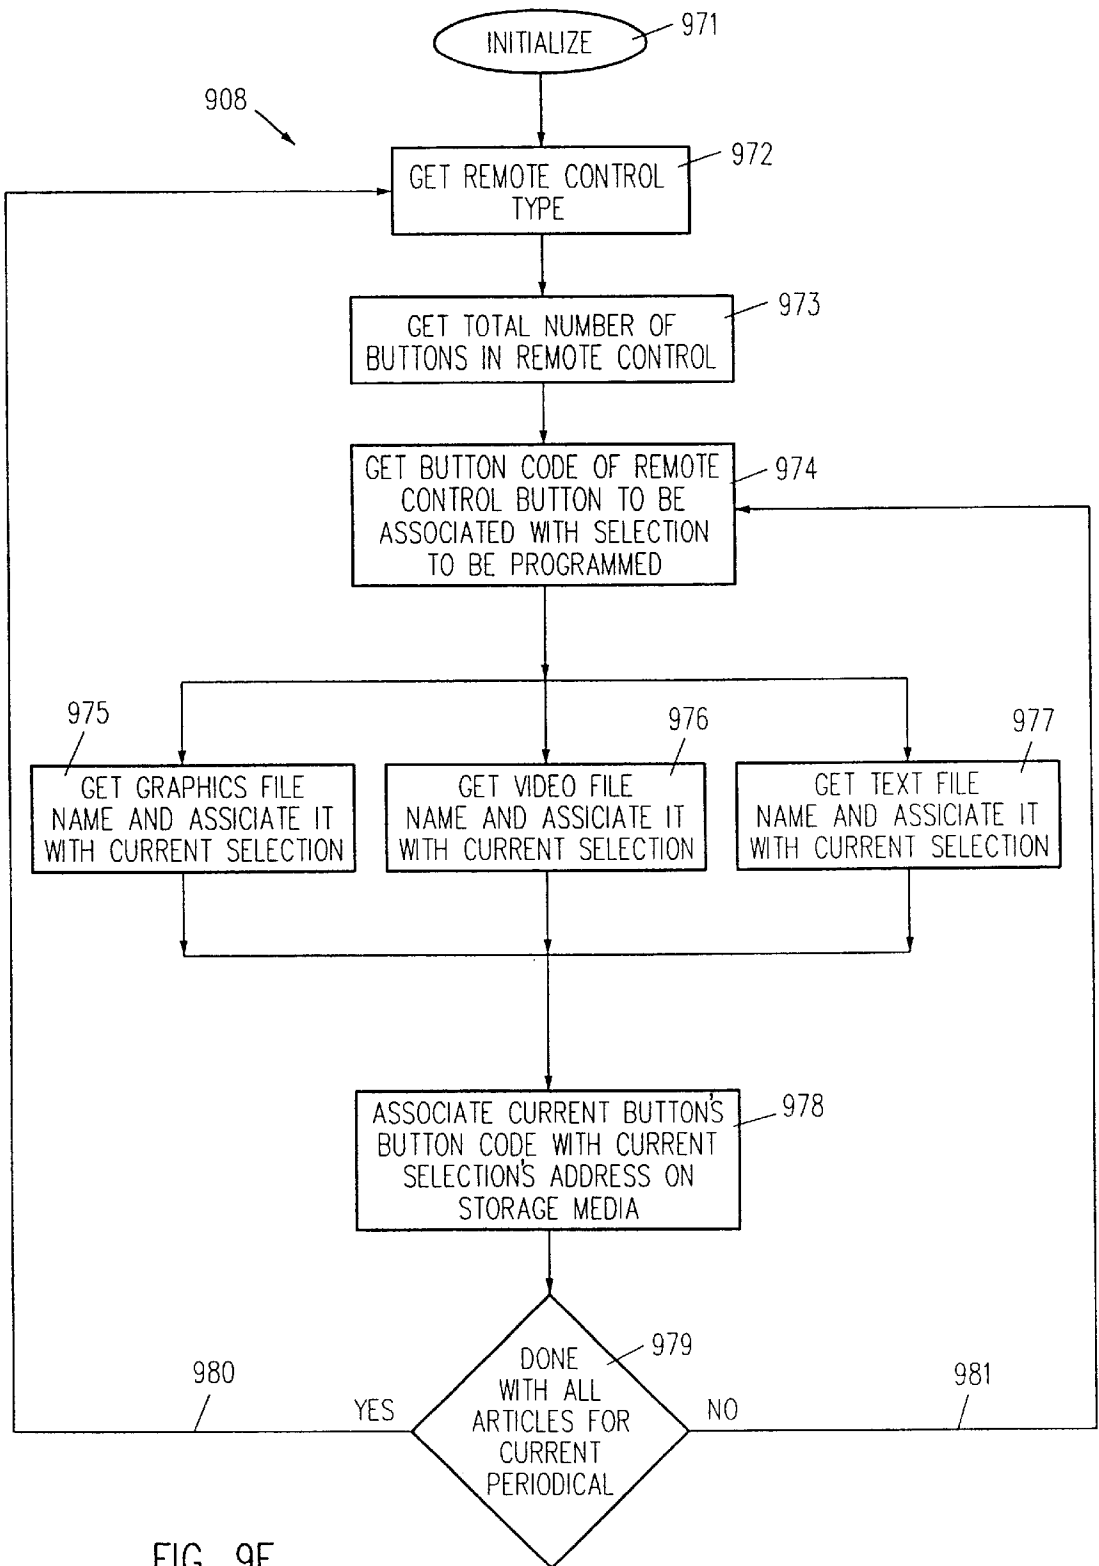 INITIALIZE
971
908
GET REMOTE CONTROL
TYPE
972
GET TOTAL NUMBER OF
BUTTONS IN REMOTE CONTROL
973
GET BUTTON CODE OF REMOTE
CONTROL BUTTON TO BE
ASSOCIATED WITH SELECTION
TO BE PROGRAMMED
974
975
GET GRAPHICS FILE
NAME AND ASSICIATE IT
WITH CURRENT SELECTION
976
GET VIDEO FILE
NAME AND ASSICIATE IT
WITH CURRENT SELECTION
977
GET TEXT FILE
NAME AND ASSICIATE IT
WITH CURRENT SELECTION
ASSOCIATE CURRENT BUTTON'S
BUTTON CODE WITH CURRENT
SELECTION'S ADDRESS ON
STORAGE MEDIA
978
DONE
WITH ALL
ARTICLES FOR
CURRENT
PERIODICAL
979
980
YES
NO
981
FIG. 9F